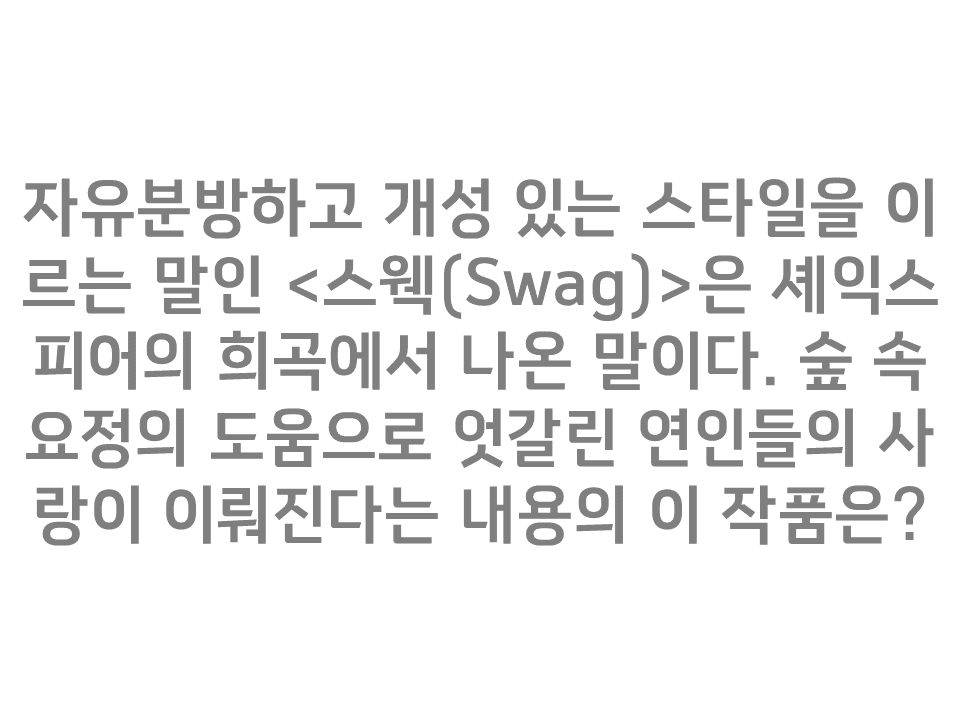 자유분방하고 개성 있는 스타일을 이
르는 말인 <스웩(Swag)>은 셰익스
피어의 희곡에서 나온 말이다. 숲 속
요정의 도움으로 엇갈린 연인들의 사
랑이 이뤄진다는 내용의 이 작품은?